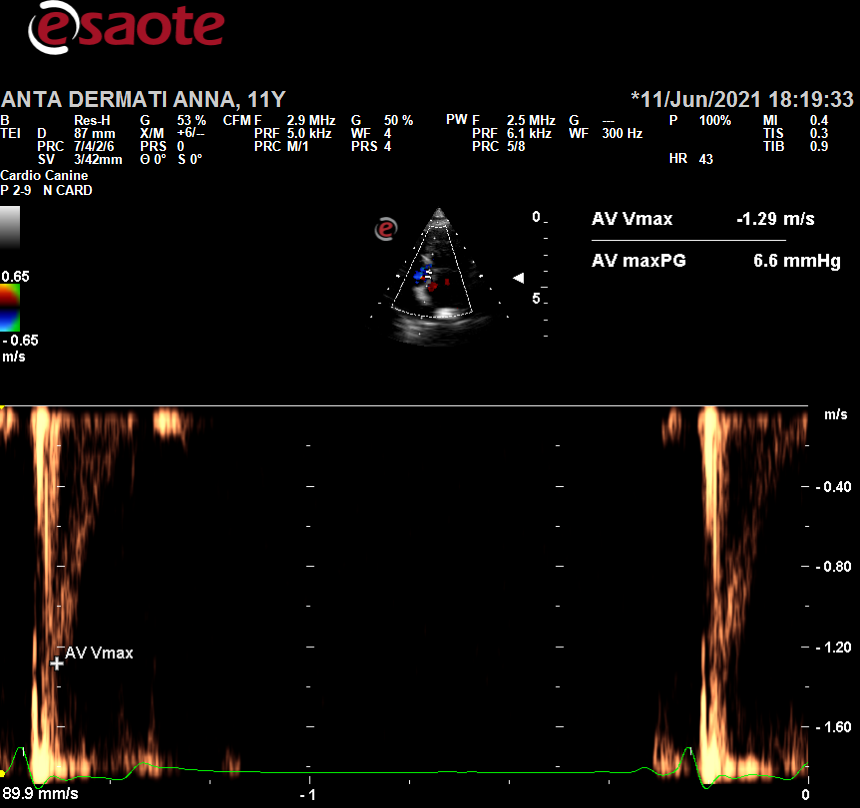 esaote
ANTA DERMATI ANNA, 11Y *11/Jun/2021 18:19:33
B Res-H G 53 % CFM F 2.9 MHz G 50 % PW F 2.5 MHz G --- P 100% MI 0.4
TEI D 87 mm X/M +6/-- PRF 5.0 kHz WF 4 PRF 6.1 kHz WF 300 Hz TIS 0.3
PRC 7/4/2/6 PRS 0 PRC M/1 PRS 4 PRC 5/8 TIB 0.9
SV 3/42mm Θ 0° S 0° HR 43
Cardio Canine
P 2-9 N CARD
e
0
AV Vmax -1.29 m/s
AV maxPG 6.6 mmHg
0.65
5
- 0.65
m/s
m/s
- 0.40
- 0.80
- 1.20
AV Vmax
- 1.60
89.9 mm/s -1 0